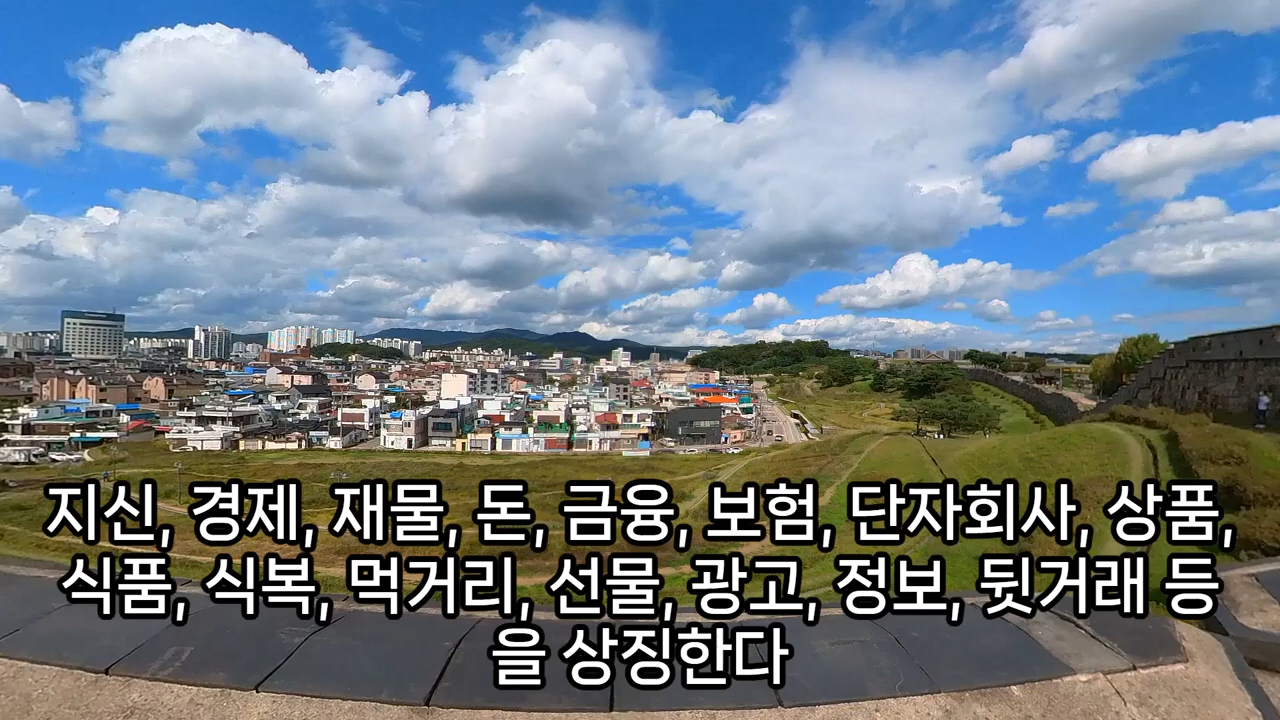 지신, 경제, 재물, 돈, 금융, 보험, 단자회사, 상품,
식품, 식복, 먹거리, 선물, 광고, 정보, 뒷거래 등
을 상징한다